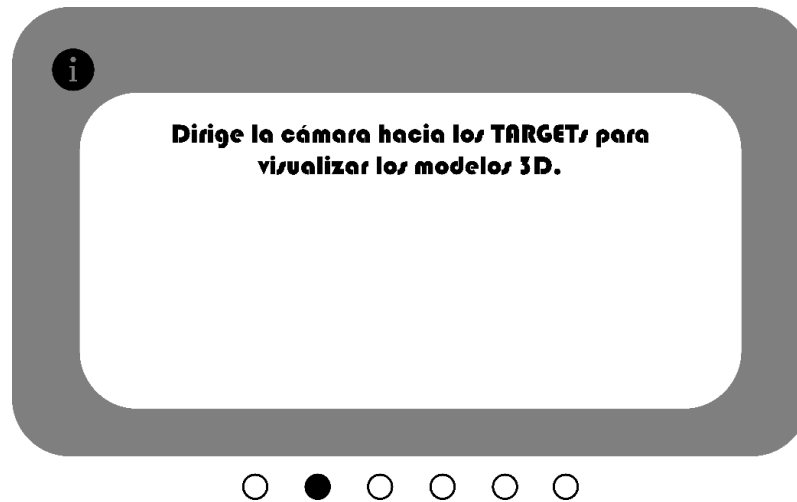 i
Dirige la cámara hacia los TARGETs para
visualizar los modelos 3D.